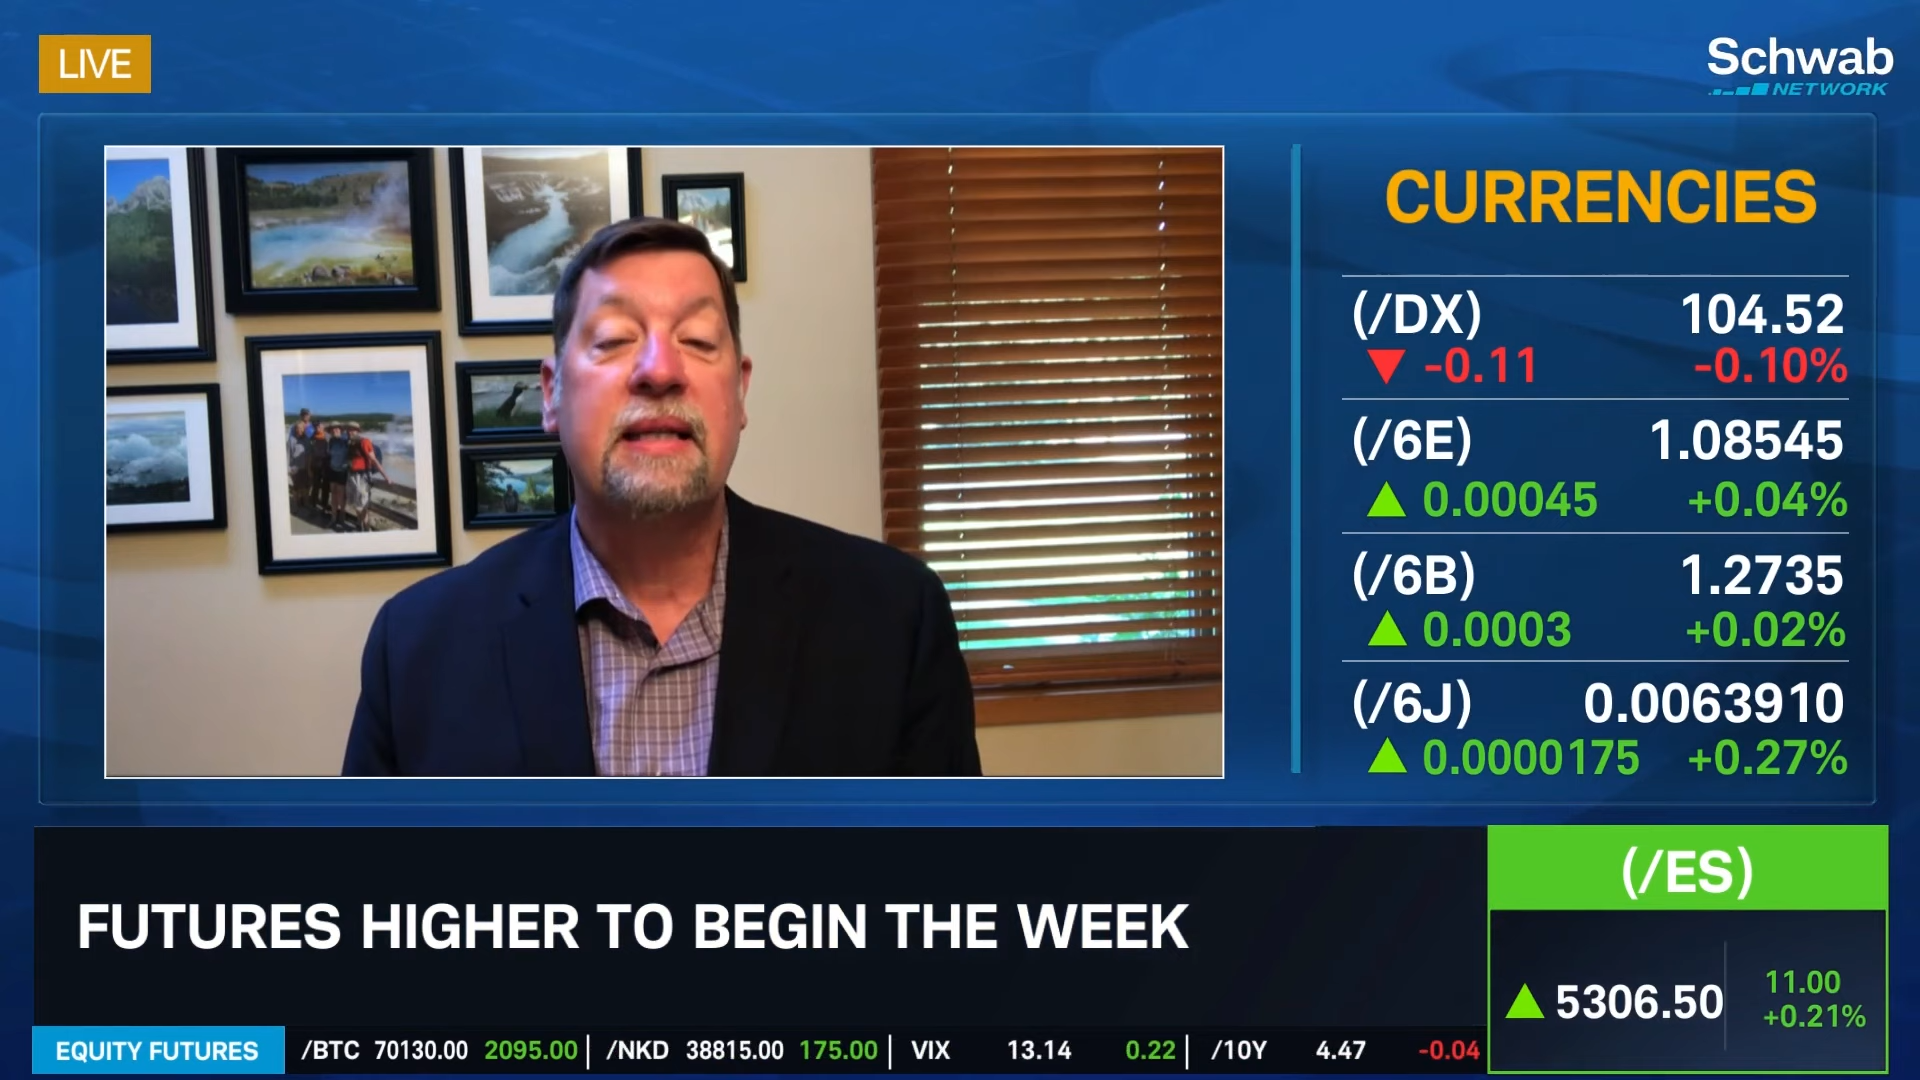 LIVE
Schwab
NETWORK
CURRENCIES
(/DX) 104.52
▼ -0.11 -0.10%
(/6E) 1.08545
▲ 0.00045 +0.04%
(/6B) 1.2735
▲ 0.0003 +0.02%
(/6J) 0.0063910
▲ 0.0000175 +0.27%
FUTURES HIGHER TO BEGIN THE WEEK
(/ES)
▲ 5306.50 11.00
+0.21%
EQUITY FUTURES /BTC 70130.00 2095.00 | /NKD 38815.00 175.00 | VIX 13.14 0.22 | /10Y 4.47 -0.04